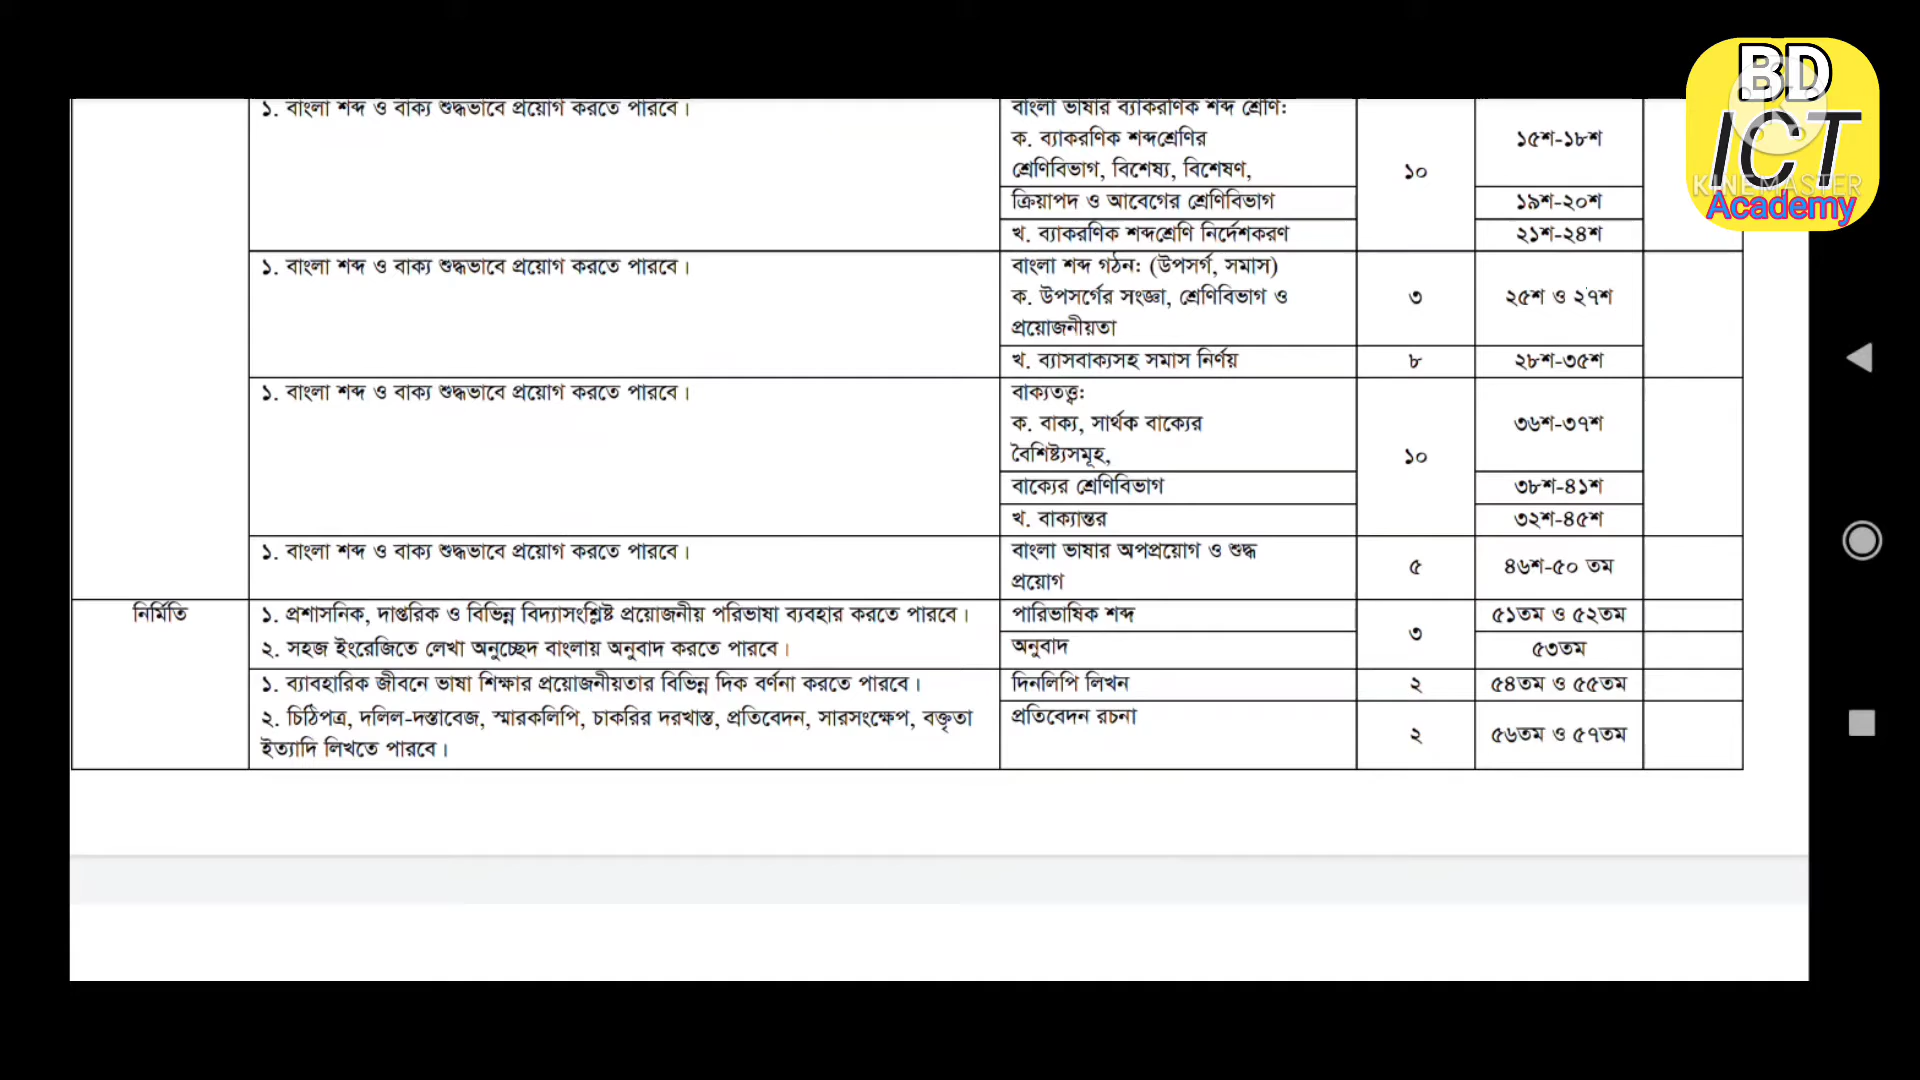 ১. বাংলা শব্দ ও বাক্য শুদ্ধভাবে প্রয়োগ করতে পারবে।
বাংলা ভাষার ব্যাকরণিক শব্দ শ্রেণি:
ক. ব্যাকরণিক শব্দশ্রেণির
শ্রেণিবিভাগ, বিশেষ্য, বিশেষণ,
১০
১৫শ-১৮শ
ক্রিয়াপদ ও আবেগের শ্রেণিবিভাগ
১৯শ-২০শ
খ. ব্যাকরণিক শব্দশ্রেণি নির্দেশকরণ
২১শ-২৪শ
১. বাংলা শব্দ ও বাক্য শুদ্ধভাবে প্রয়োগ করতে পারবে।
বাংলা শব্দ গঠন: (উপসর্গ, সমাস)
ক. উপসর্গের সংজ্ঞা, শ্রেণিবিভাগ ও
প্রয়োজনীয়তা
৩
২৫শ ও ২৭শ
খ. ব্যাসবাক্যসহ সমাস নির্ণয়
৮
২৮শ-৩৫শ
১. বাংলা শব্দ ও বাক্য শুদ্ধভাবে প্রয়োগ করতে পারবে।
বাক্যতত্ত্ব:
ক. বাক্য, সার্থক বাক্যের
বৈশিষ্ট্যসমূহ,
১০
৩৬শ-৩৭শ
বাক্যের শ্রেণিবিভাগ
৩৮শ-৪১শ
খ. বাক্যান্তর
৩২শ-৪৫শ
১. বাংলা শব্দ ও বাক্য শুদ্ধভাবে প্রয়োগ করতে পারবে।
বাংলা ভাষার অপপ্রয়োগ ও শুদ্ধ
প্রয়োগ
৫
৪৬শ-৫০ তম
নির্মিতি
১. প্রশাসনিক, দাপ্তরিক ও বিভিন্ন বিদ্যাসংশ্লিষ্ট প্রয়োজনীয় পরিভাষা ব্যবহার করতে পারবে।
২. সহজ ইংরেজিতে লেখা অনুচ্ছেদ বাংলায় অনুবাদ করতে পারবে।
পারিভাষিক শব্দ
৩
৫১তম ও ৫২তম
অনুবাদ
৫৩তম
১. ব্যাবহারিক জীবনে ভাষা শিক্ষার প্রয়োজনীয়তার বিভিন্ন দিক বর্ণনা করতে পারবে।
২. চিঠিপত্র, দলিল-দস্তাবেজ, স্মারকলিপি, চাকরির দরখাস্ত, প্রতিবেদন, সারসংক্ষেপ, বক্তৃতা
ইত্যাদি লিখতে পারবে।
দিনলিপি লিখন
২
৫৪তম ও ৫৫তম
প্রতিবেদন রচনা
২
৫৬তম ও ৫৭তম
BD
ICT
KINEMASTER
Academy